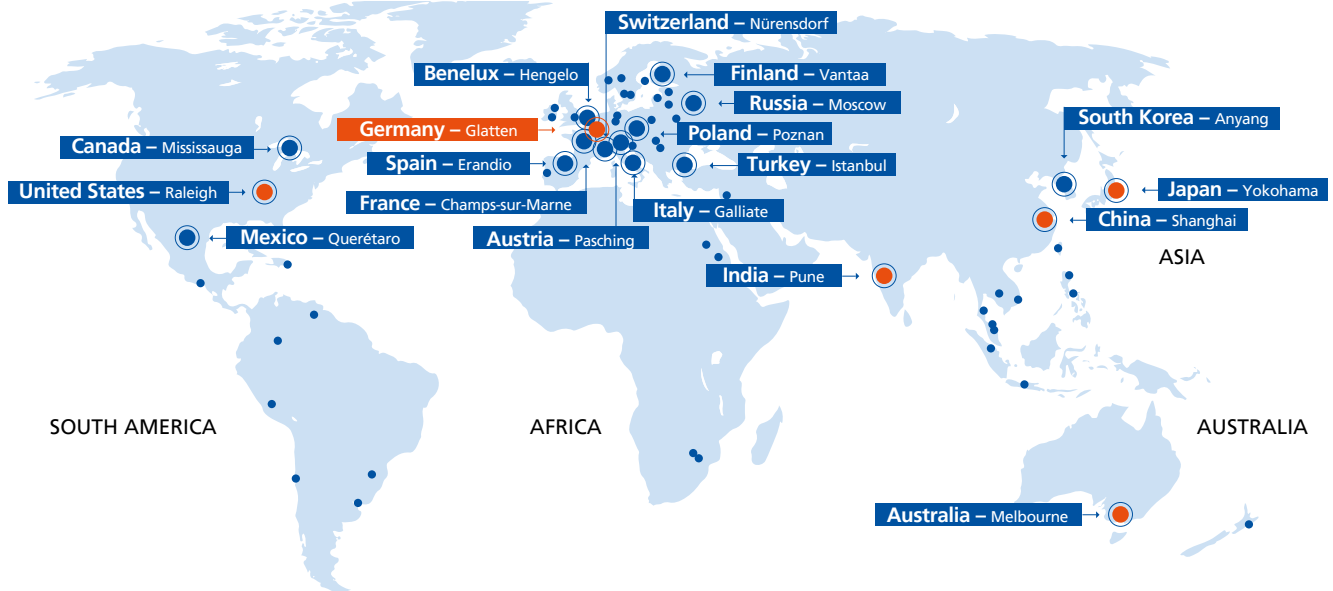 Switzerland – Nürensdorf
Benelux – Hengelo
Finland – Vantaa
Russia – Moscow
South Korea – Anyang
Germany – Glatten
Poland – Poznan
Canada – Mississauga
Spain – Erandio
Turkey – Istanbul
United States – Raleigh
Japan – Yokohama
France – Champs-sur-Marne
Italy – Galliate
China – Shanghai
Mexico – Querétaro
Austria – Pasching
ASIA
India – Pune
SOUTH AMERICA
AFRICA
AUSTRALIA
Australia – Melbourne